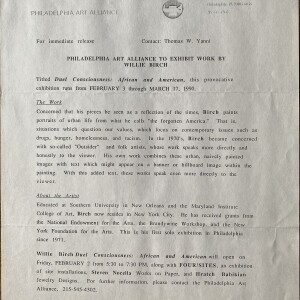 PHILADELPHIA ART ALLIANCE
For immediate release Contact: Thomas W. Yanni
PHILADELPHIA ART ALLIANCE TO EXHIBIT WORK BY
WILLIE BIRCH
Titled Duel Consiousness: African and American, this provocative
exhibition runs from FEBRUARY 3 through MARCH 17, 1990.
The Work
Concerned that his pieces be seen as a reflection of the times, Birch paints
portraits of urban life from what he calls "the forgotten America." That is,
situations which question our values, which focus on contemporary issues such as
drugs, hunger, homelessness, and racism. In the 1970's, Birch became concerned
with so-called "Outsider" and folk artists, whose work speaks more directly and
honestly to the viewer. His own work combines these urban, naively painted
images with text which might appear on a banner or billboard image within the
painting. With this added text, these works speak even more directly to the
viewer.
About the Artist
Educated at Southern University in New Orleans and the Maryland Institute
College of Art, Birch now resides in New York City. He has received grants from
the National Endowment for the Arts, the Brandywine Workshop, and the New
York Foundation for the Arts. This is his first solo exhibition in Philadelphia
since 1971.
Willie Birch/Duel Consciousness: African and American will open on
Friday, FEBRUARY 2 from 5:30 to 7:30 PM, along with FOUR/SITES, an exhibition
of site installations, Steven Works on Paper, and Hratch Babikian
Jewelry Designs. For further information, please contact the Philadelphia Art
Alliance, 215-545-4302.